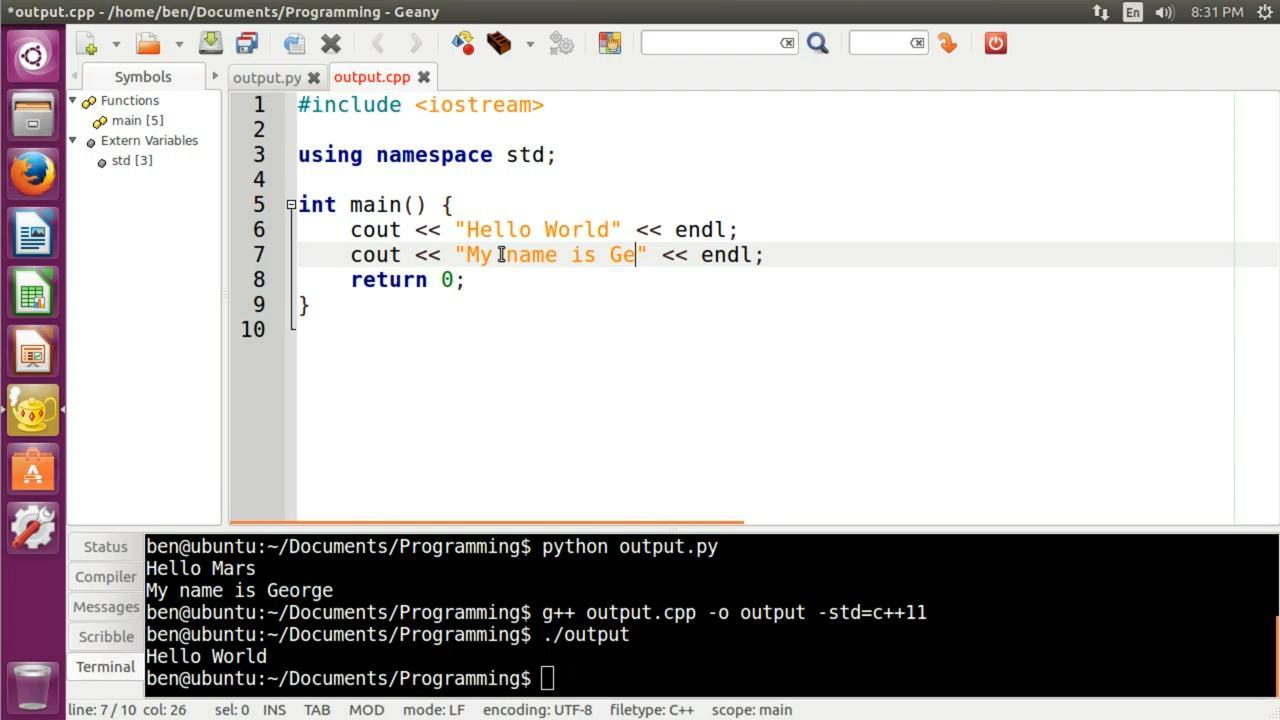 *output.cpp - /home/ben/Documents/Programming - Geany
En
8:31 PM
Symbols
output.py
output.cpp
Functions
main [5]
Extern Variables
std [3]
1 #include <iostream>
2
3 using namespace std;
4
5 int main() {
6     cout << "Hello World" << endl;
7     cout << "My name is Ge" << endl;
8     return 0;
9 }
10
Status
Compiler
Messages
Scribble
Terminal
ben@ubuntu:~/Documents/Programming$ python output.py
Hello Mars
My name is George
ben@ubuntu:~/Documents/Programming$ g++ output.cpp -o output -std=c++11
ben@ubuntu:~/Documents/Programming$ ./output
Hello World
ben@ubuntu:~/Documents/Programming$
line: 7 / 10 col: 26 sel: 0 INS TAB MOD mode: LF encoding: UTF-8 filetype: C++ scope: main